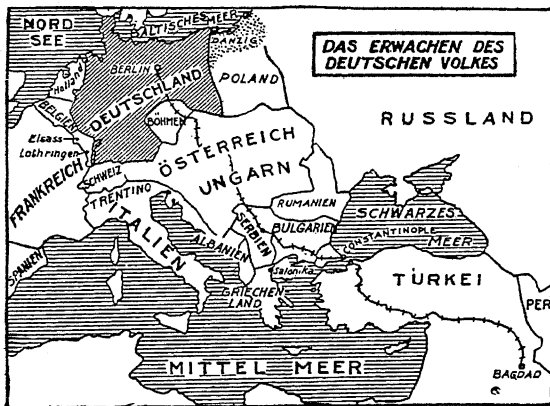 NORD
SEE
BALTISCHES MEER
DANZIG
DAS ERWACHEN DES
DEUTSCHEN VOLKES
BERLIN
Holland
DEUTSCHLAND
POLAND
BELGIEN
RUSSLAND
BÖHMEN
Elsass
Lothringen
ÖSTERREICH
UNGARN
FRANKREICH
SCHWEIZ
TRENTINO
ITALIEN
RUMANIEN
SCHWARZES
MEER
SERBIEN
BULGARIEN
CONSTANTINOPLE
ALBANIEN
Salonika
SPANIEN
TÜRKEI
GRIECHEN
LAND
PER
MITTEL MEER
BAGDAD